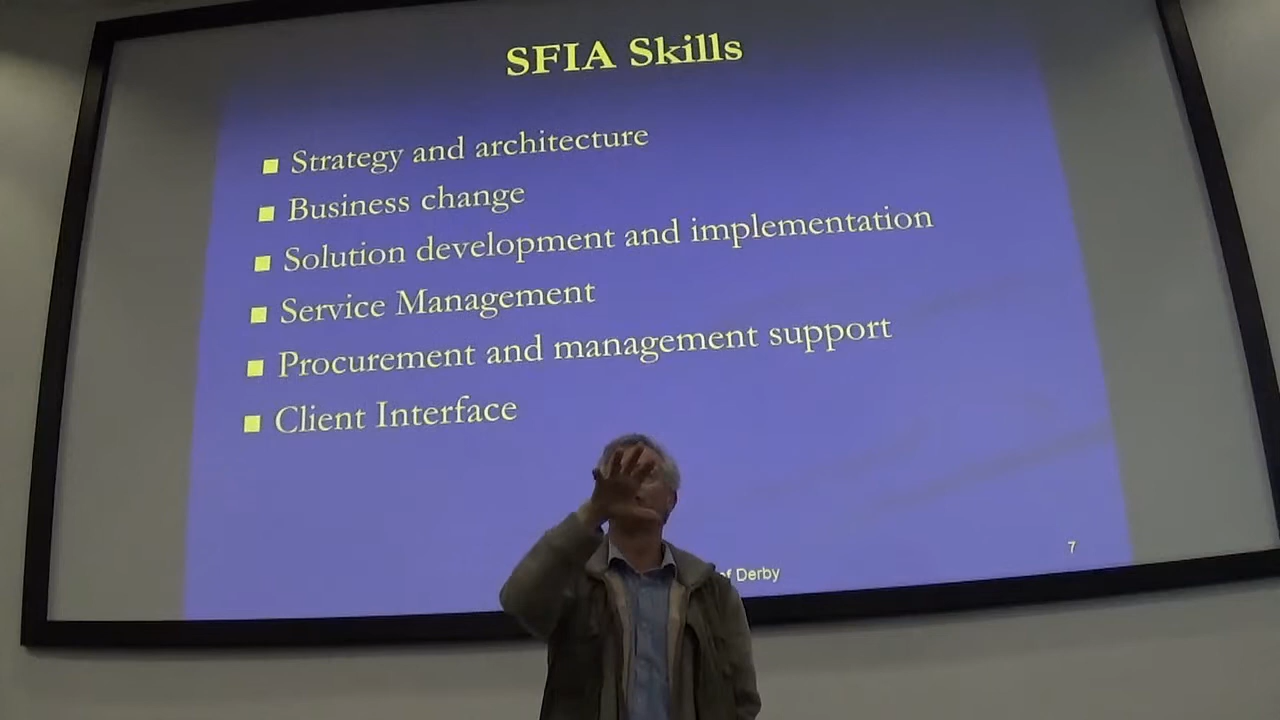 SFIA Skills
Strategy and architecture
Business change
Solution development and implementation
Service Management
Procurement and management support
Client Interface
7
of Derby